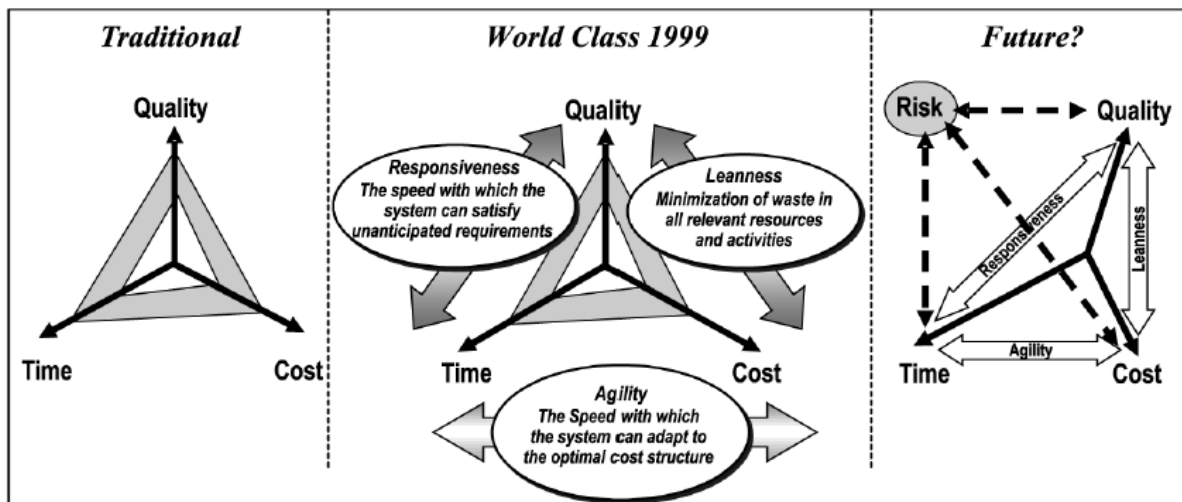 Traditional
Quality
Time
Cost
World Class 1999
Quality
Responsiveness
The speed with which the
system can satisfy
unanticipated requirements
Leanness
Minimization of waste in
all relevant resources
and activities
Time
Cost
Agility
The Speed with which
the system can adapt to
the optimal cost structure
Future?
Risk
Quality
Responsiveness
Leanness
Agility
Time
Cost